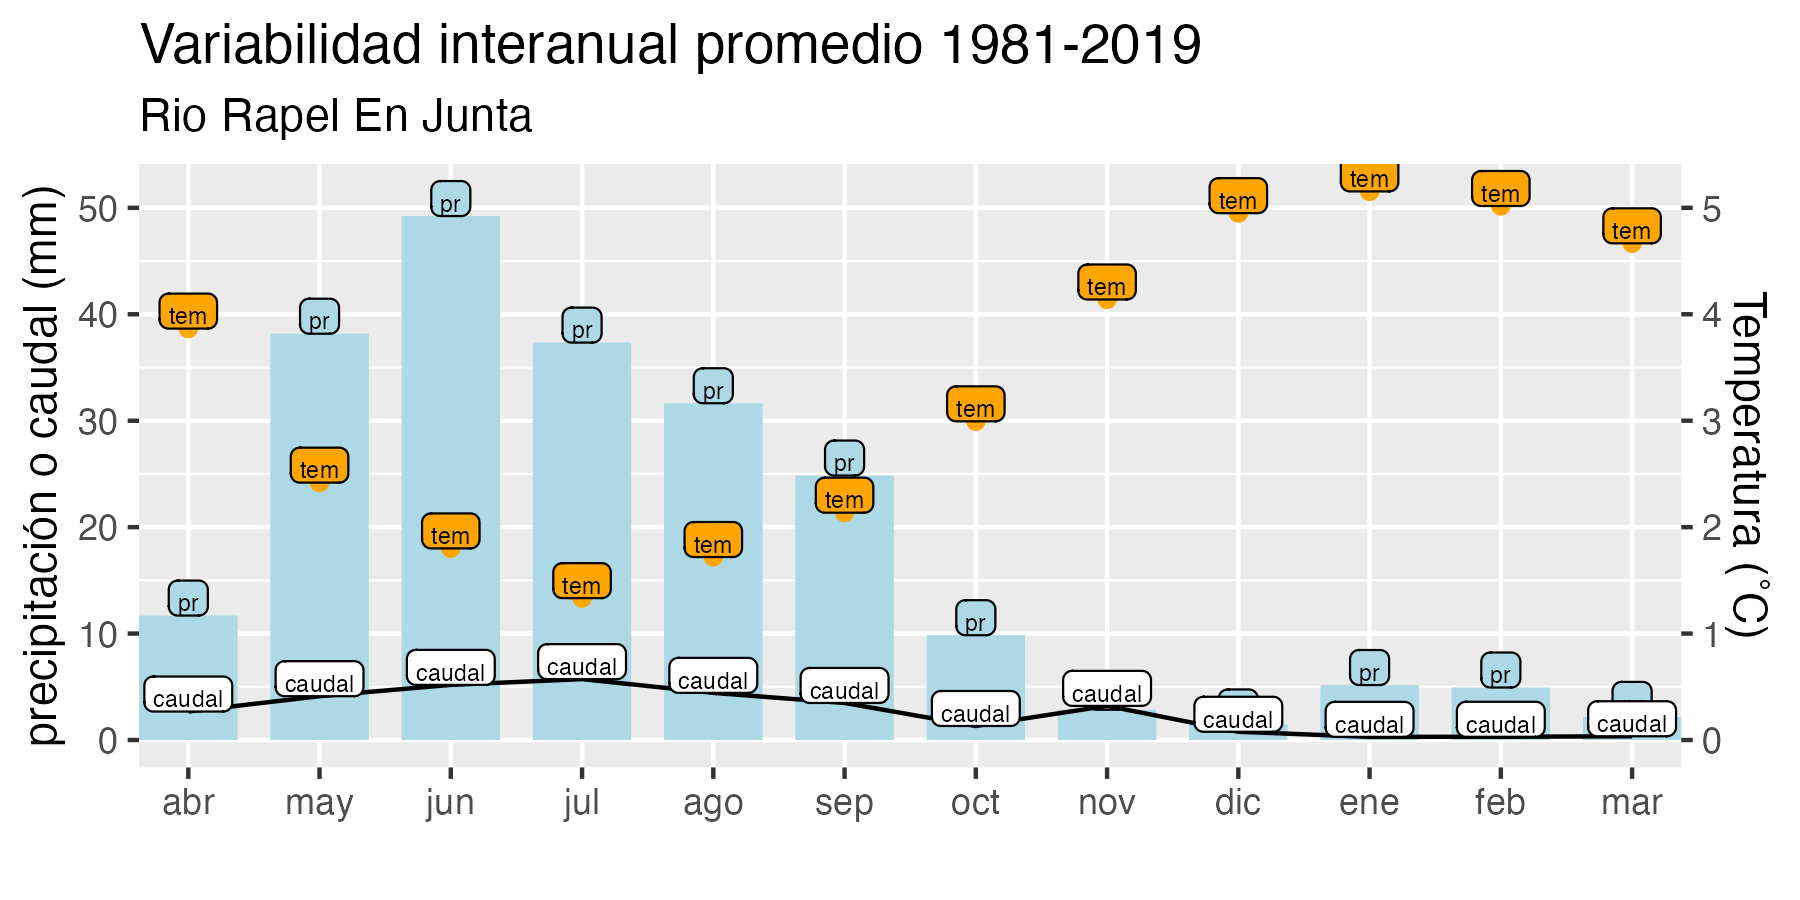 Variabilidad interanual promedio 1981-2019
Rio Rapel En Junta
precipitación o caudal (mm)
50
40
30
20
10
0
tem
pr
caudal
pr
tem
caudal
pr
tem
caudal
pr
tem
caudal
pr
tem
caudal
pr
tem
caudal
tem
pr
caudal
tem
caudal
tem
caudal
tem
pr
caudal
tem
pr
caudal
tem
caudal
5
4
3
2
1
0
Temperatura (°C)
abr may jun jul ago sep oct nov dic ene feb mar